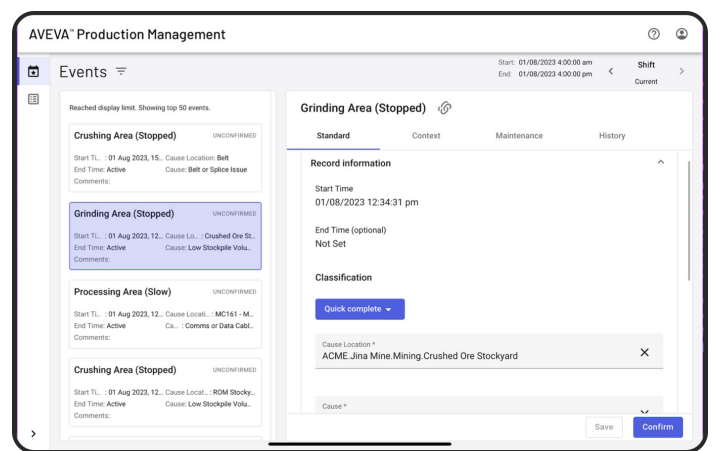 AVEVA™ Production Management
Events
Start: 01/08/2023 4:00:00 am
End: 01/08/2023 4:00:00 pm
Shift
Current
Reached display limit. Showing top 50 events.
Crushing Area (Stopped) UNCONFIRMED
Start Ti... : 01 Aug 2023, 15... Cause Location: Belt
End Time: Active Cause: Belt or Splice Issue
Comments:
Grinding Area (Stopped) UNCONFIRMED
Start Ti... : 01 Aug 2023, 12... Cause Lo... : Crushed Ore St...
End Time: Active Cause: Low Stockpile Volu...
Comments:
Processing Area (Slow) UNCONFIRMED
Start Ti... : 01 Aug 2023, 12... Cause Locati... : MC161 - M...
End Time: Active Ca... : Comms or Data Cabl...
Comments:
Crushing Area (Stopped) UNCONFIRMED
Start Ti... : 01 Aug 2023, 12... Cause Locat... : ROM Stocky...
End Time: Active Cause: Low Stockpile Volu...
Comments:
Grinding Area (Stopped)
Standard Context Maintenance History
Record information
Start Time
01/08/2023 12:34:31 pm
End Time (optional)
Not Set
Classification
Quick complete
Cause Location *
ACME.Jina Mine.Mining.Crushed Ore Stockyard
Cause *
Save Confirm